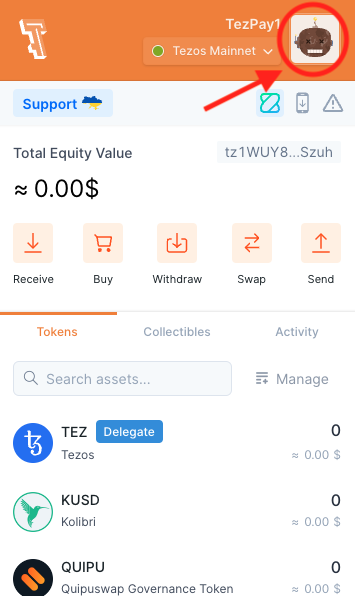 TezPay1
Tezos Mainnet
Support
Total Equity Value
tz1WUY8...Szuh
≈ 0.00$
Receive
Buy
Withdraw
Swap
Send
Tokens
Collectibles
Activity
Search assets...
Manage
TEZ
Delegate
0
Tezos
≈ 0.00 $
KUSD
0
Kolibri
≈ 0.00 $
QUIPU
0
Quipuswap Governance Token
≈ 0.00 $